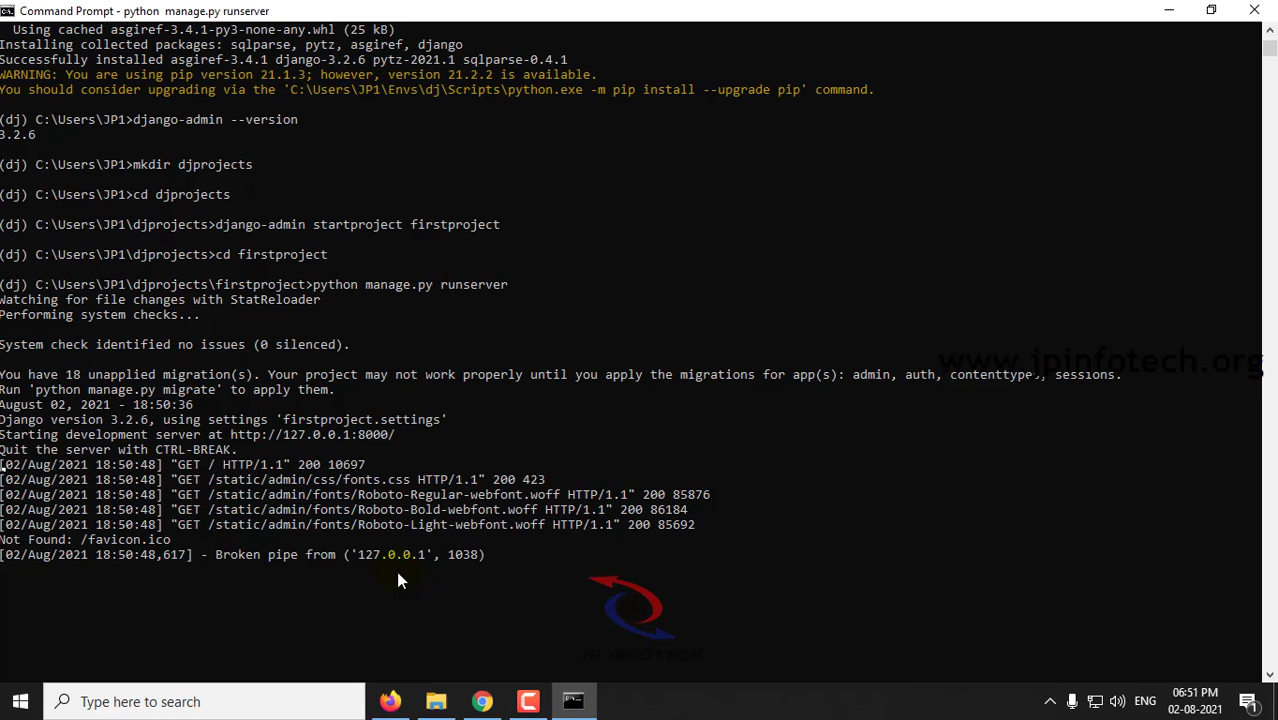 Command Prompt - python  manage.py runserver
Using cached asgiref-3.4.1-py3-none-any.whl (25 kB)
Installing collected packages: sqlparse, pytz, asgiref, django
Successfully installed asgiref-3.4.1 django-3.2.6 pytz-2021.1 sqlparse-0.4.1
WARNING: You are using pip version 21.1.3; however, version 21.2.2 is available.
You should consider upgrading via the 'C:\Users\JP1\Envs\dj\Scripts\python.exe -m pip install --upgrade pip' command.
(dj) C:\Users\JP1>django-admin --version
3.2.6
(dj) C:\Users\JP1>mkdir djprojects
(dj) C:\Users\JP1>cd djprojects
(dj) C:\Users\JP1\djprojects>django-admin startproject firstproject
(dj) C:\Users\JP1\djprojects>cd firstproject
(dj) C:\Users\JP1\djprojects\firstproject>python manage.py runserver
Watching for file changes with StatReloader
Performing system checks...
System check identified no issues (0 silenced).
www.jpinfotech.org
You have 18 unapplied migration(s). Your project may not work properly until you apply the migrations for app(s): admin, auth, contenttypes, sessions.
Run 'python manage.py migrate' to apply them.
August 02, 2021 - 18:50:36
Django version 3.2.6, using settings 'firstproject.settings'
Starting development server at http://127.0.0.1:8000/
Quit the server with CTRL-BREAK.
[02/Aug/2021 18:50:48] "GET / HTTP/1.1" 200 10697
[02/Aug/2021 18:50:48] "GET /static/admin/css/fonts.css HTTP/1.1" 200 423
[02/Aug/2021 18:50:48] "GET /static/admin/fonts/Roboto-Regular-webfont.woff HTTP/1.1" 200 85876
[02/Aug/2021 18:50:48] "GET /static/admin/fonts/Roboto-Bold-webfont.woff HTTP/1.1" 200 86184
[02/Aug/2021 18:50:48] "GET /static/admin/fonts/Roboto-Light-webfont.woff HTTP/1.1" 200 85692
Not Found: /favicon.ico
[02/Aug/2021 18:50:48,617] - Broken pipe from ('127.0.0.1', 1038)
JP INFOTECH
Type here to search
ENG
06:51 PM
02-08-2021
1